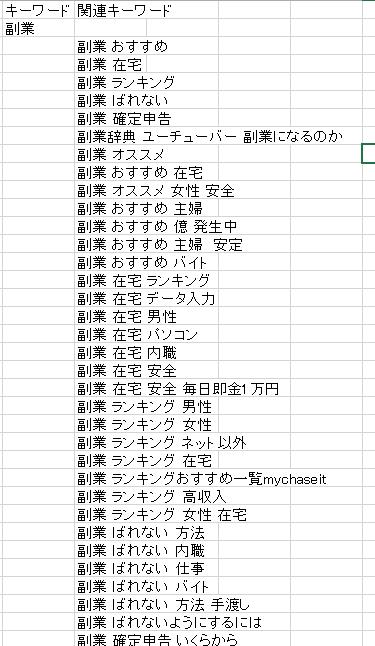 キーワード 関連キーワード
副業
副業 おすすめ
副業 在宅
副業 ランキング
副業 ばれない
副業 確定申告
副業辞典 ユーチューバー 副業になるのか
副業 オススメ
副業 おすすめ 在宅
副業 オススメ 女性 安全
副業 おすすめ 主婦
副業 おすすめ 億 発生中
副業 おすすめ 主婦 安定
副業 おすすめ バイト
副業 在宅 ランキング
副業 在宅 データ入力
副業 在宅 男性
副業 在宅 パソコン
副業 在宅 内職
副業 在宅 安全
副業 在宅 安全 毎日即金1万円
副業 ランキング 男性
副業 ランキング 女性
副業 ランキング ネット以外
副業 ランキング 在宅
副業 ランキングおすすめ一覧mychaseit
副業 ランキング 高収入
副業 ランキング 女性 在宅
副業 ばれない 方法
副業 ばれない 内職
副業 ばれない 仕事
副業 ばれない バイト
副業 ばれない 方法 手渡し
副業 ばれないようにするには
副業 確定申告 いくらから